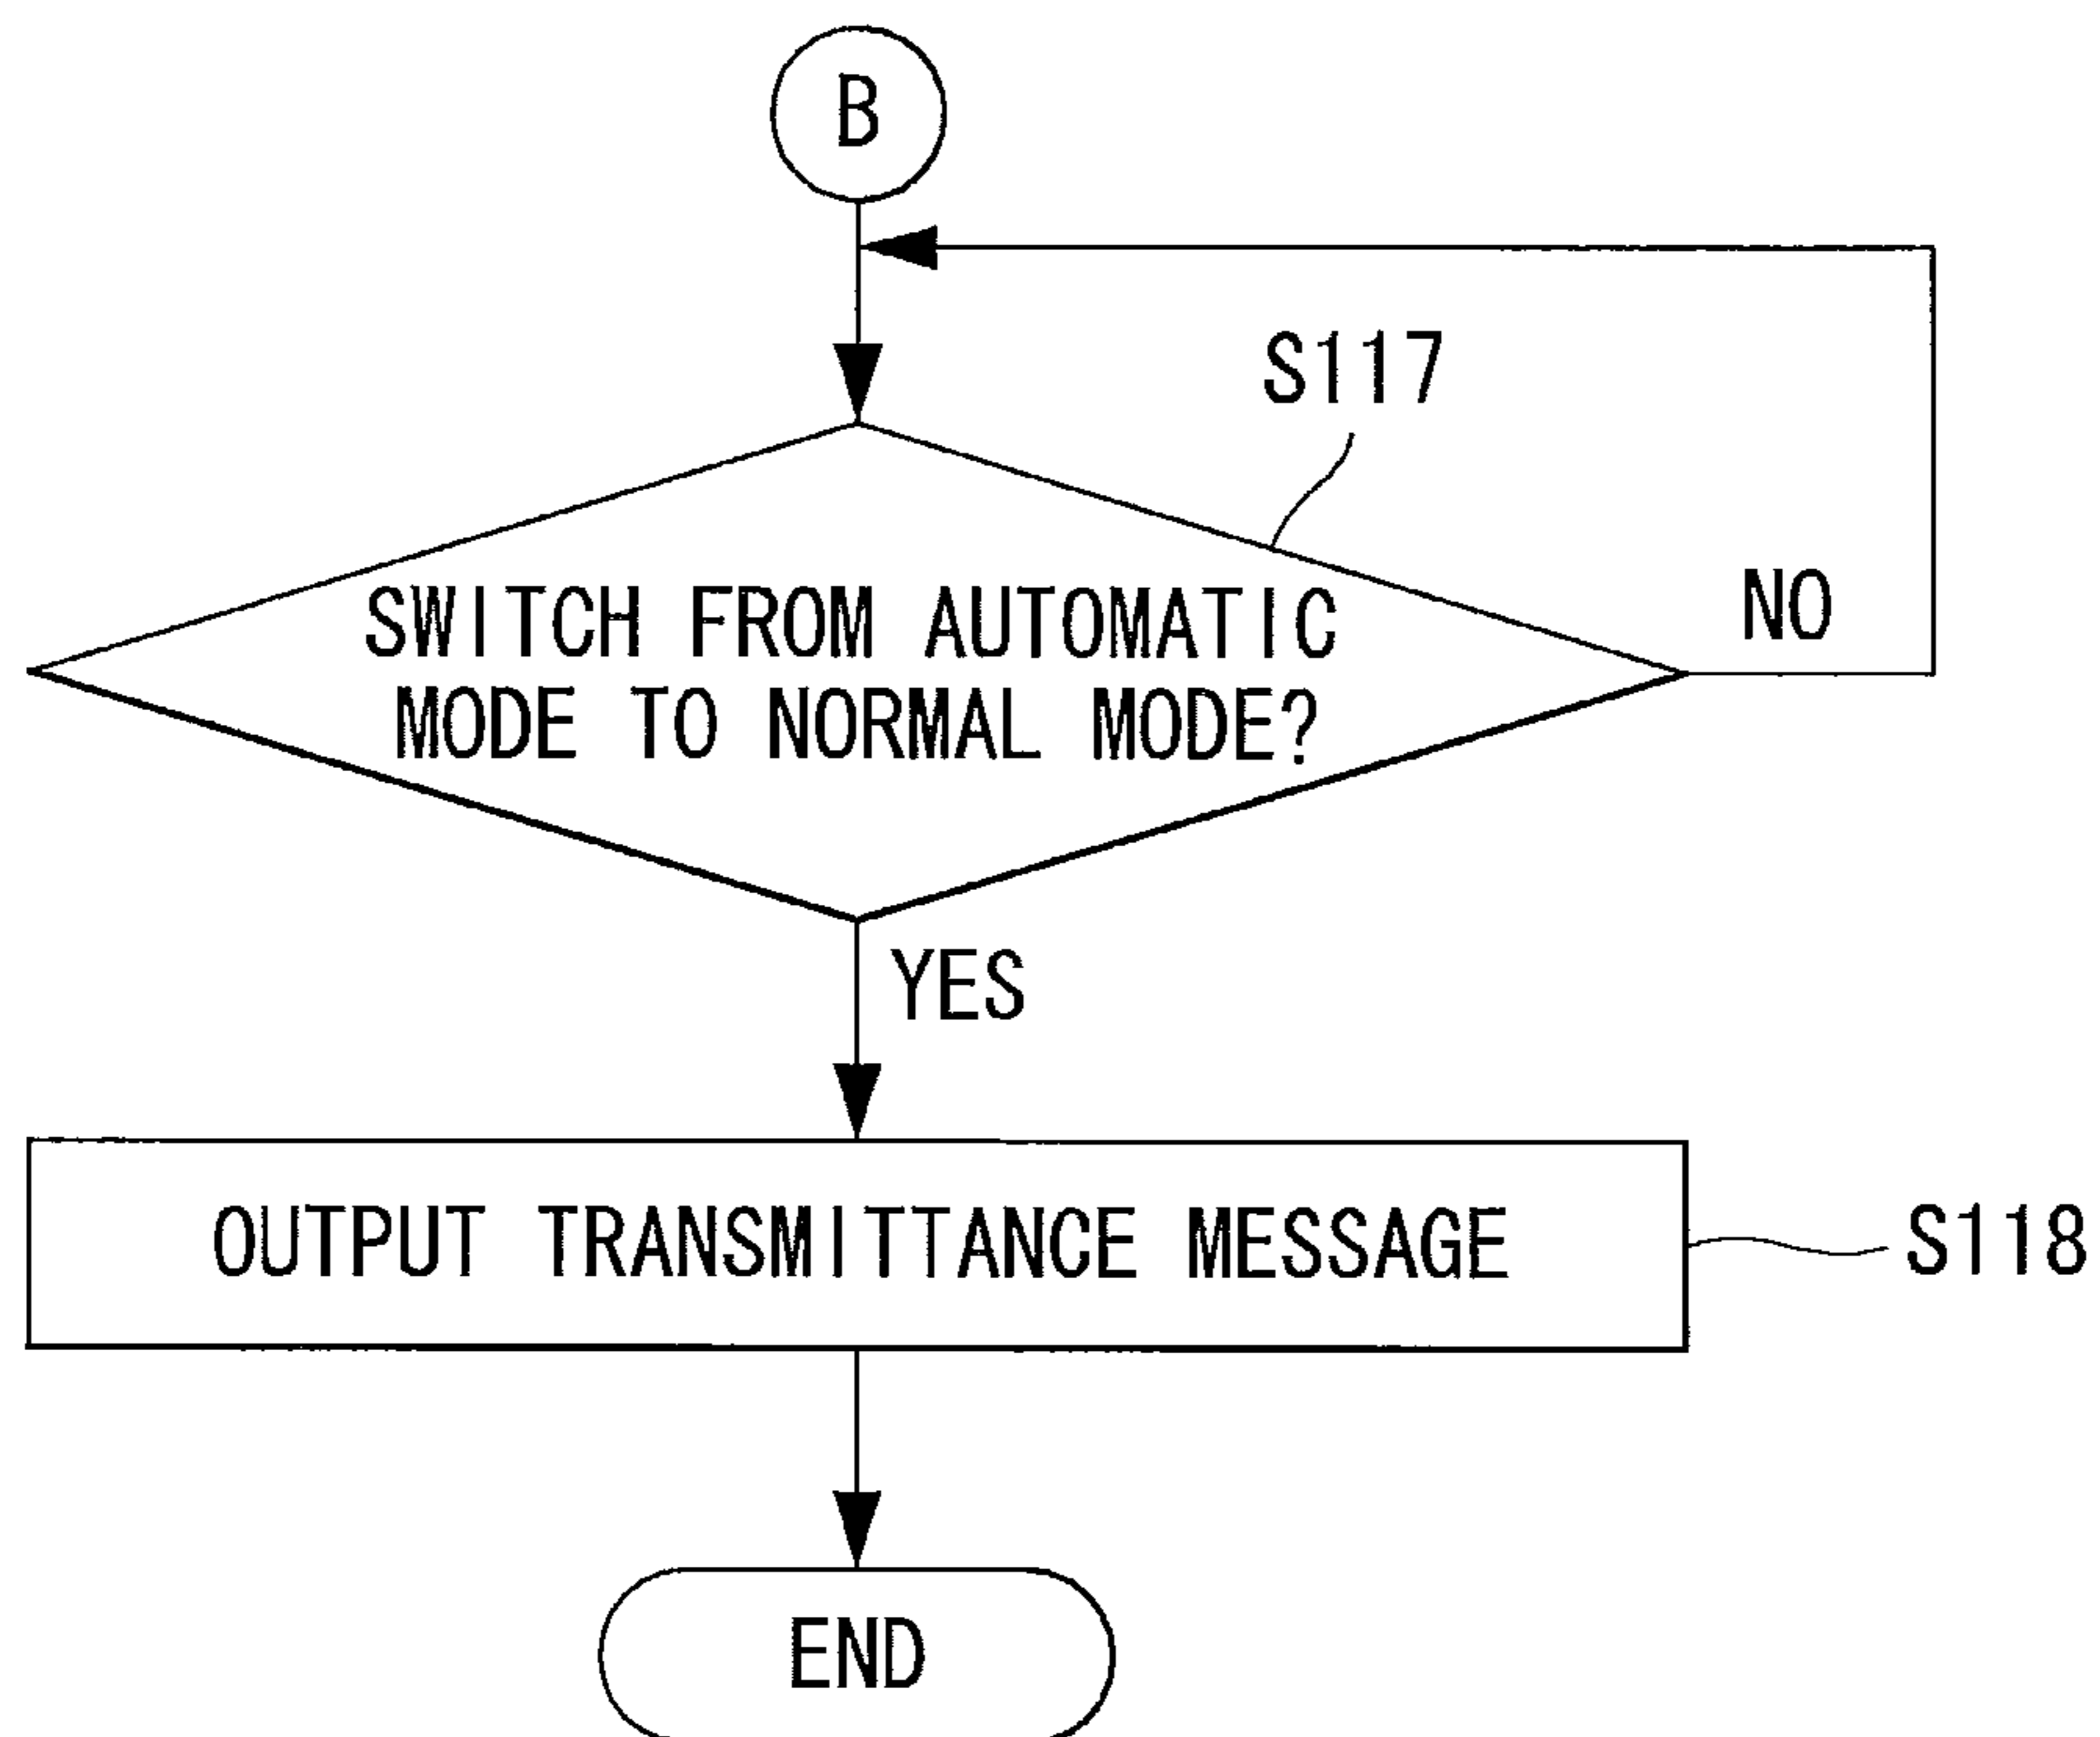 B
S117
SWITCH FROM AUTOMATIC
MODE TO NORMAL MODE?
NO
YES
OUTPUT TRANSMITTANCE MESSAGE
S118
END